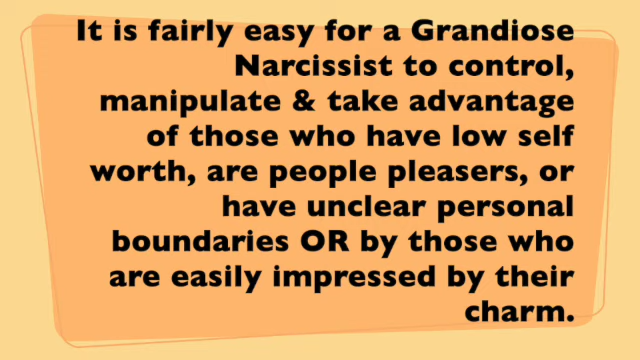 It is fairly easy for a Grandiose
Narcissist to control,
manipulate & take advantage
of those who have low self
worth, are people pleasers, or
have unclear personal
boundaries OR by those who
are easily impressed by their
charm.